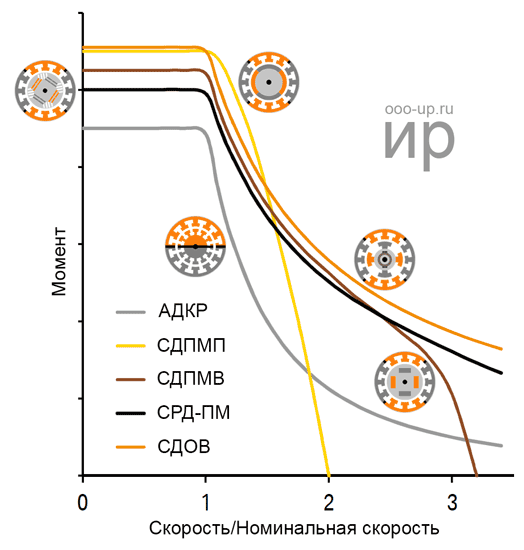 ooo-up.ru
ир
Момент
АДКР
СДПМП
СДПМВ
СРД-ПМ
СДОВ
0 1 2 3
Скорость/Номинальная скорость